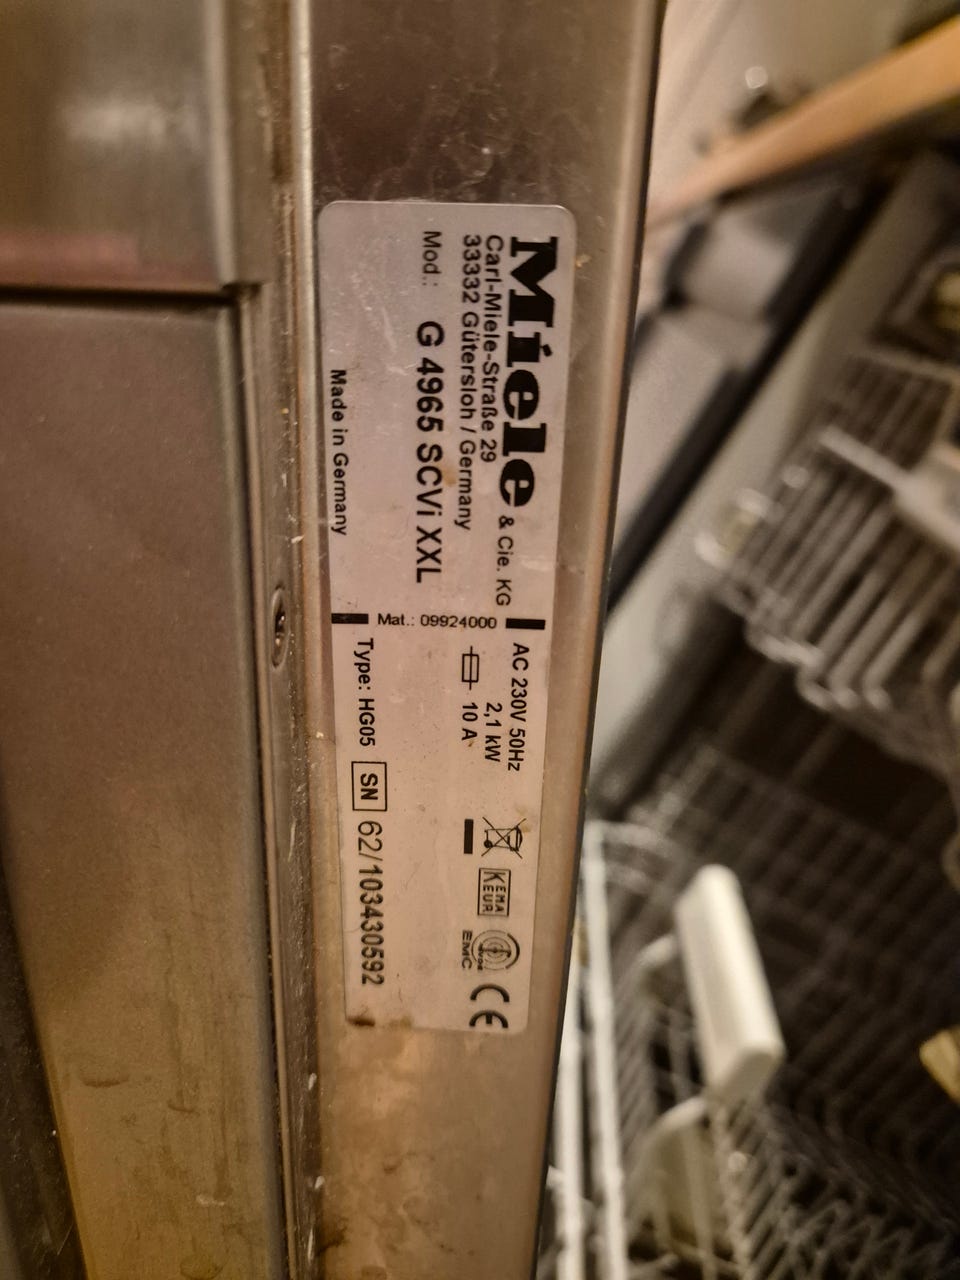 Miele & Cie. KG
Carl-Miele-Straße 29
33332 Gütersloh / Germany
Mod.: G 4965 SCVi XXL
Made in Germany
Mat.: 09924000
AC 230V 50Hz
2,1 kW
10 A
Type: HG05 SN 62/103430592
KEMA
KEUR
EMC
CE